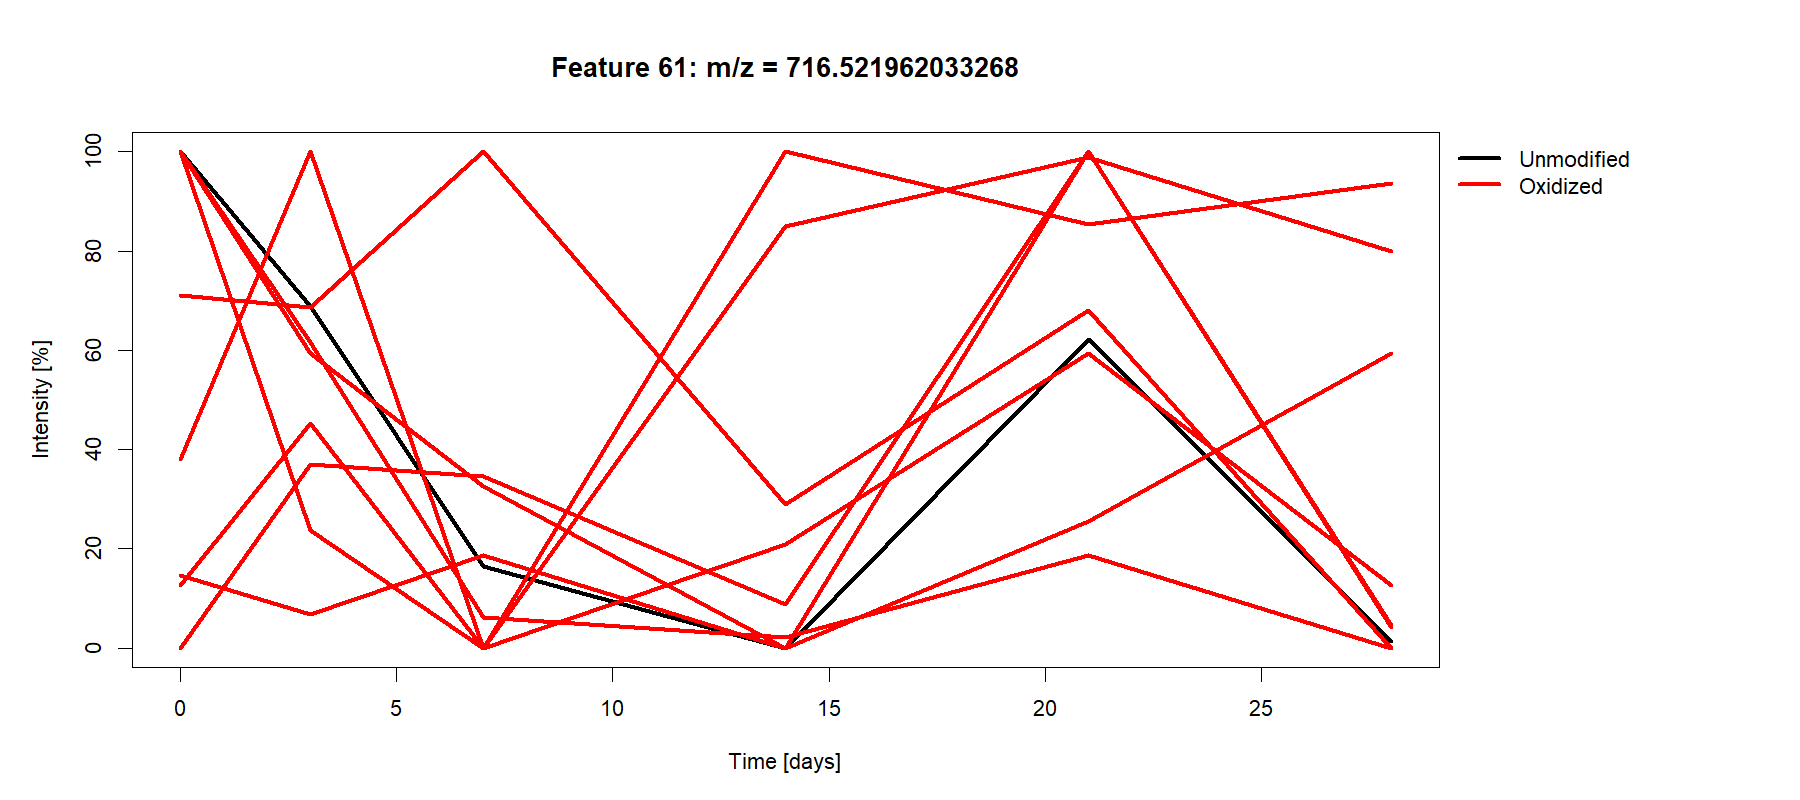 Feature 61: m/z = 716.521962033268
Unmodified
Oxidized
Intensity [%]
100
80
60
40
20
0
0 5 10 15 20 25
Time [days]